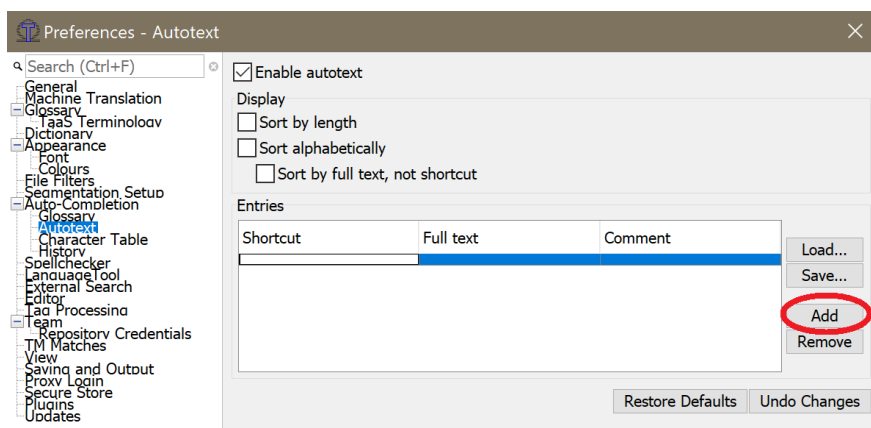 Preferences - Autotext
Search (Ctrl+F)
General
Machine Translation
Glossary
TaaS Terminology
Dictionary
Appearance
Font
Colours
File Filters
Segmentation Setup
Auto-Completion
Glossary
Autotext
Character Table
History
Spellchecker
LanguageTool
External Search
Editor
Tag Processing
Team
Repository Credentials
TM Matches
View
Saving and Output
Proxy Login
Secure Store
Plugins
Updates
Enable autotext
Display
Sort by length
Sort alphabetically
Sort by full text, not shortcut
Entries
Shortcut Full text Comment
Load...
Save...
Add
Remove
Restore Defaults Undo Changes